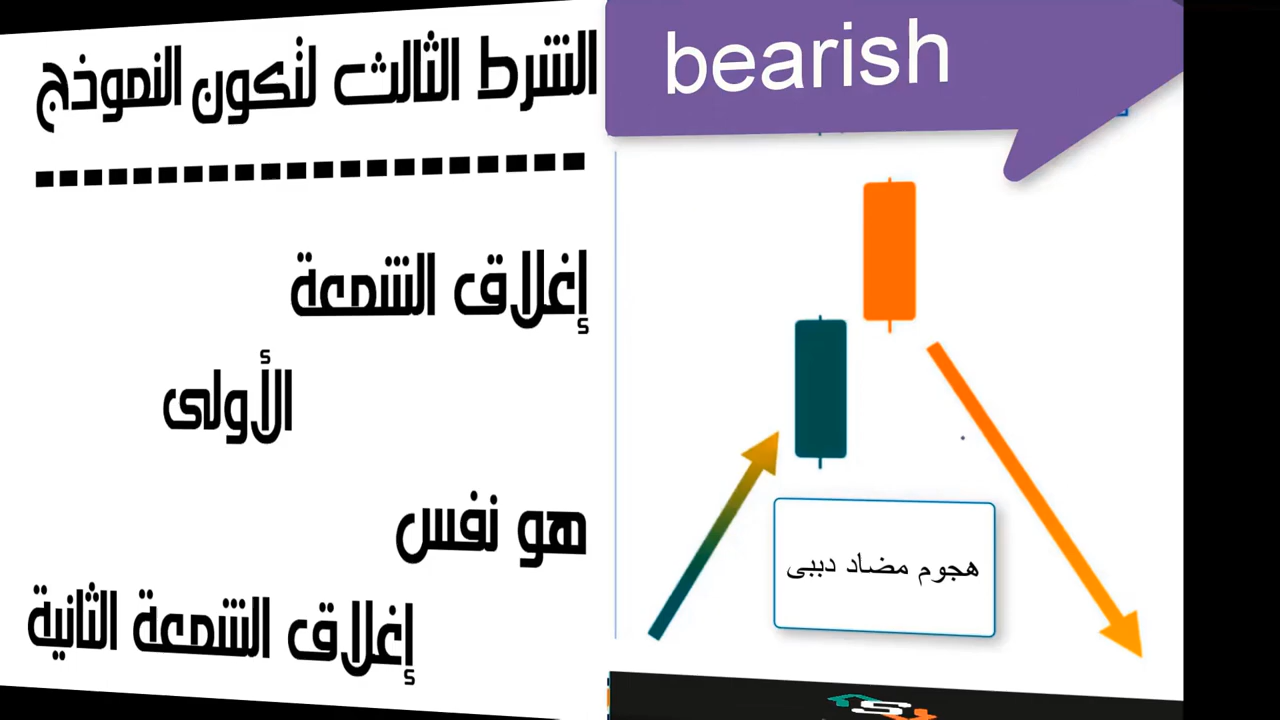 الشرط الثالث لتكون النموذج
إغلاق الشمعة
الأولى
هو نفس
إغلاق الشمعة الثانية
bearish
هجوم مضاد دببى